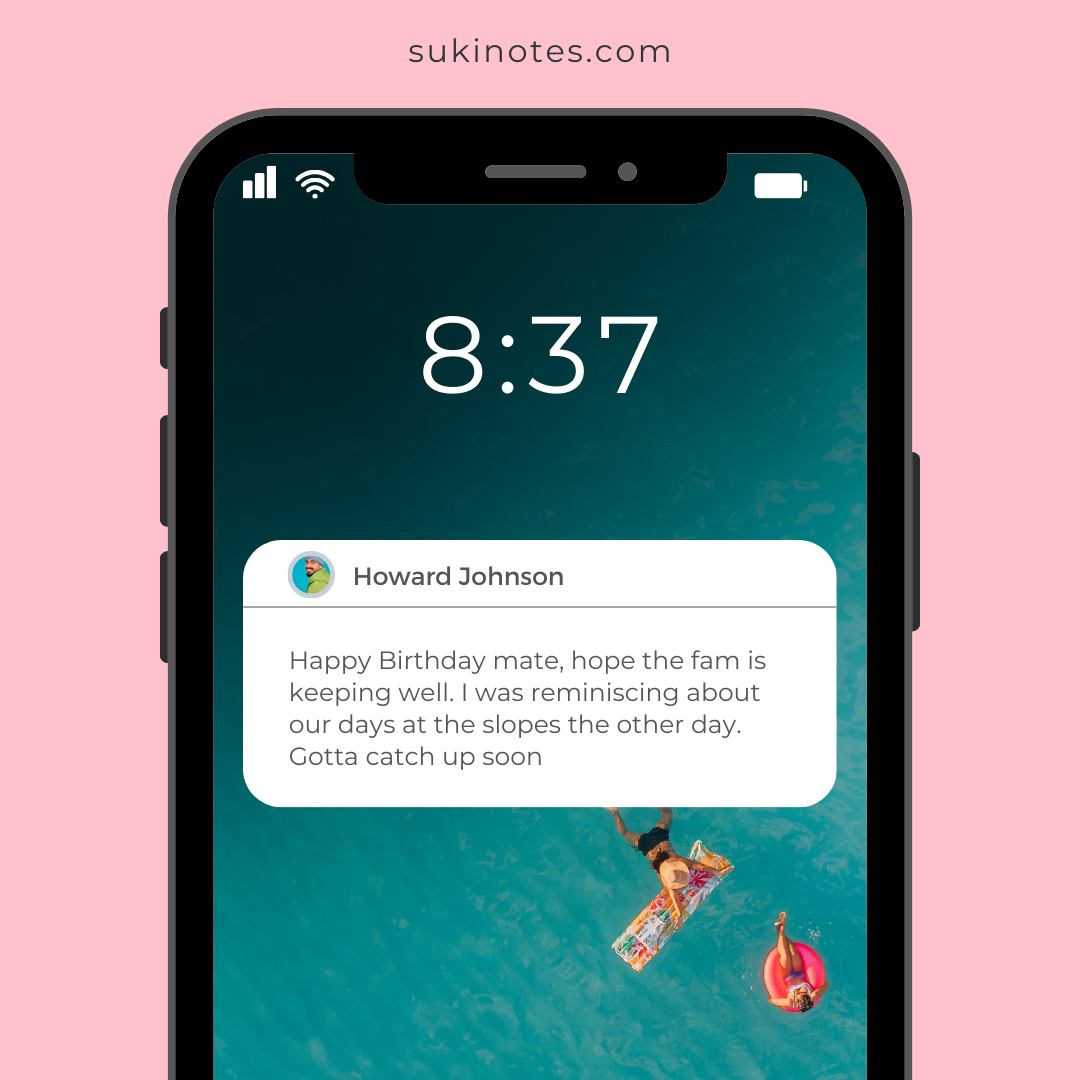 sukinotes.com
8:37
Howard Johnson
Happy Birthday mate, hope the fam is
keeping well. I was reminiscing about
our days at the slopes the other day.
Gotta catch up soon